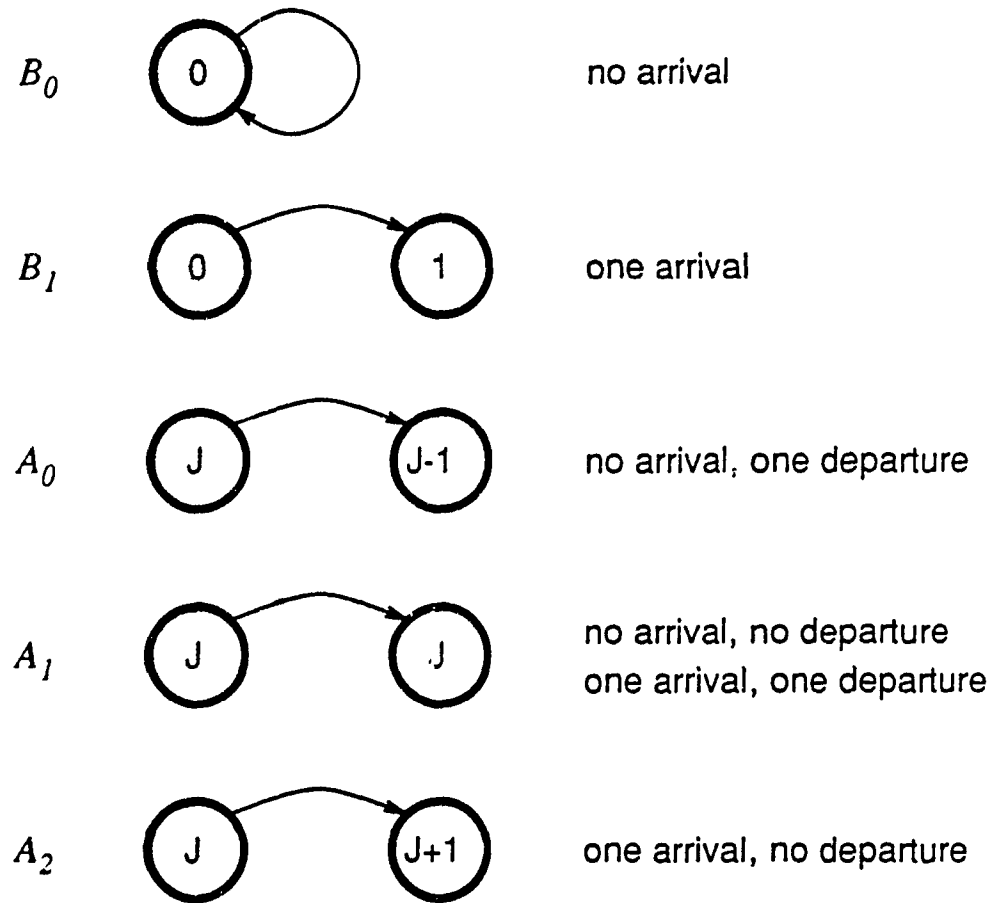 B0 0 no arrival
B1 0 1 one arrival
A0 J J-1 no arrival, one departure
A1 J J no arrival, no departure
one arrival, one departure
A2 J J+1 one arrival, no departure